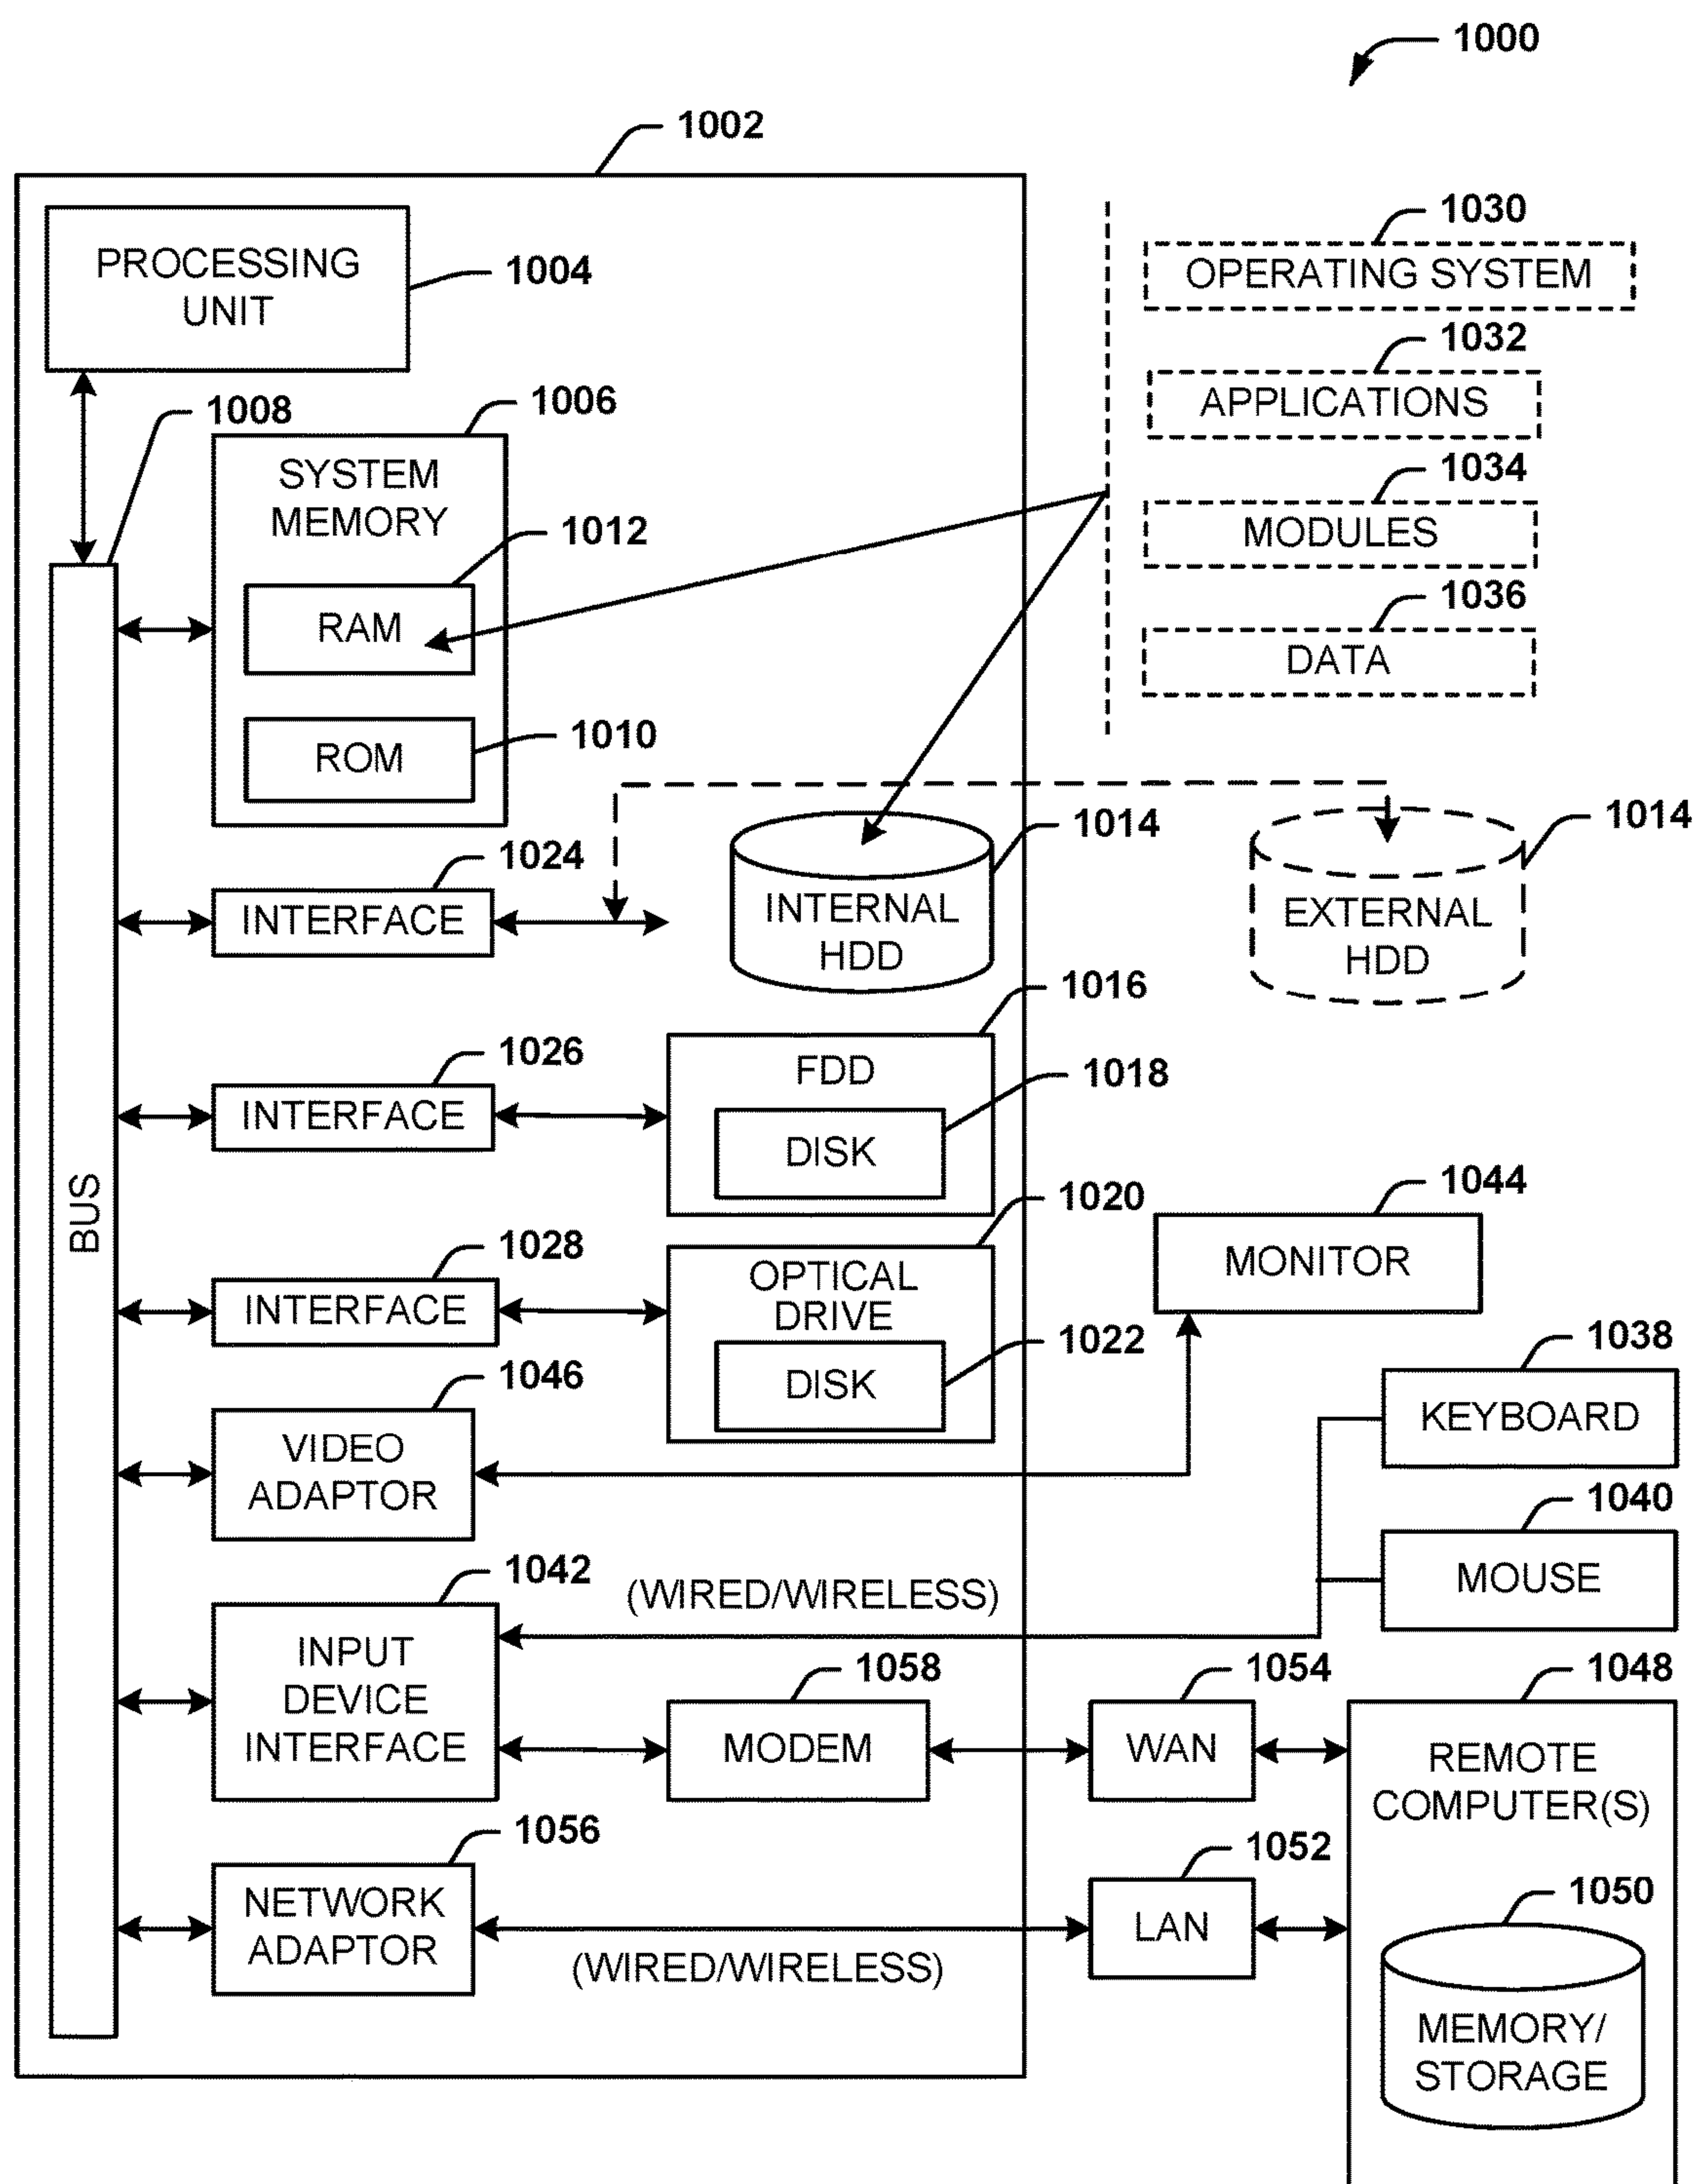 1000
1002
PROCESSING
UNIT
1004
1030
OPERATING SYSTEM
1032
APPLICATIONS
1034
MODULES
1036
DATA
1008
1006
SYSTEM
MEMORY
1012
RAM
1010
ROM
1024
INTERFACE
1014
INTERNAL
HDD
1014
EXTERNAL
HDD
1016
FDD
1018
DISK
1026
INTERFACE
BUS
1020
OPTICAL
DRIVE
1022
DISK
1028
INTERFACE
1044
MONITOR
1046
VIDEO
ADAPTOR
1038
KEYBOARD
1040
MOUSE
1042
INPUT
DEVICE
INTERFACE
(WIRED/WIRELESS)
1058
MODEM
1054
WAN
1048
REMOTE
COMPUTER(S)
1056
NETWORK
ADAPTOR
(WIRED/WIRELESS)
1052
LAN
1050
MEMORY/
STORAGE